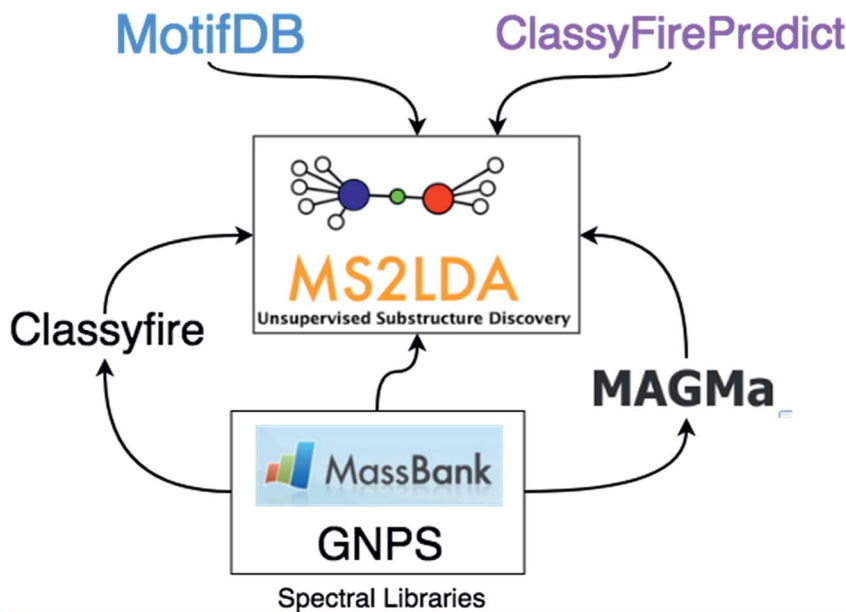 MotifDB
ClassyFirePredict
MS2LDA
Unsupervised Substructure Discovery
Classyfire
MAGMa
MassBank
GNPS
Spectral Libraries